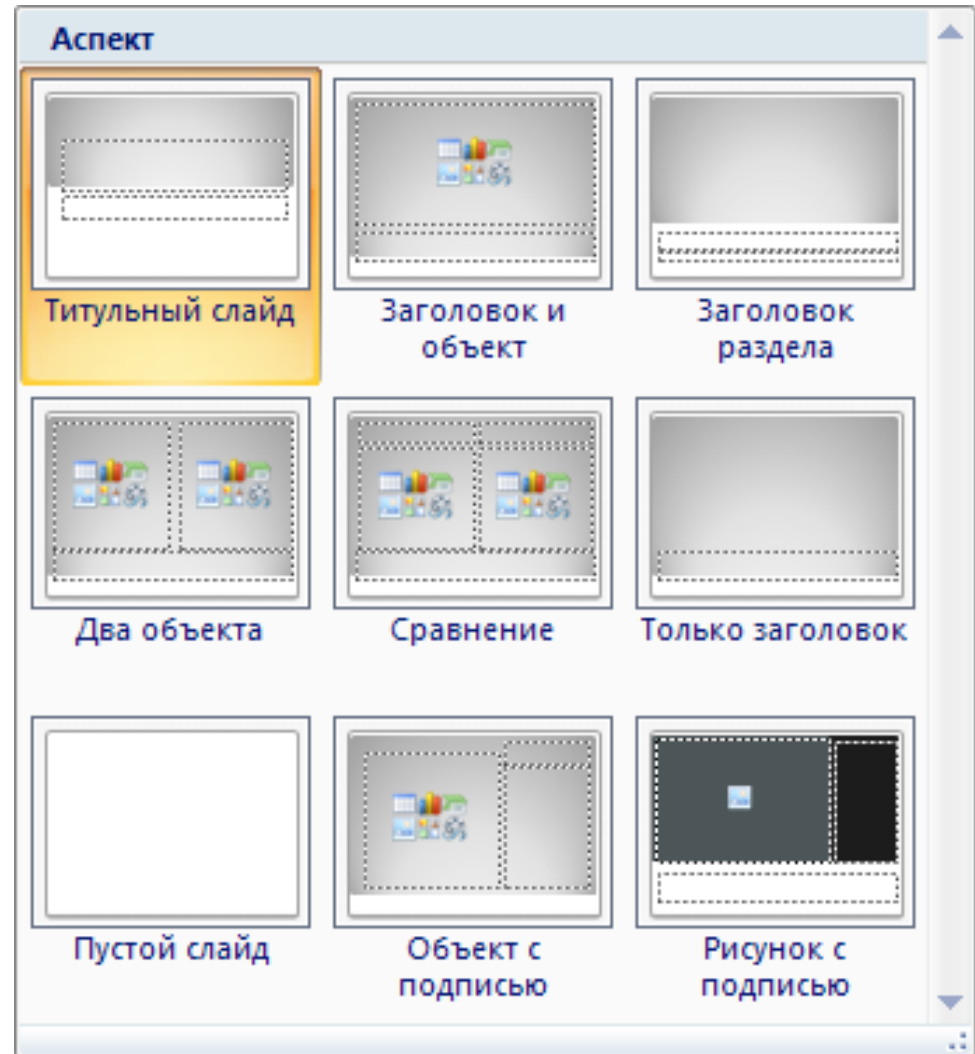 Аспект
Титульный слайд
Заголовок и
объект
Заголовок
раздела
Два объекта
Сравнение
Только заголовок
Пустой слайд
Объект с
подписью
Рисунок с
подписью